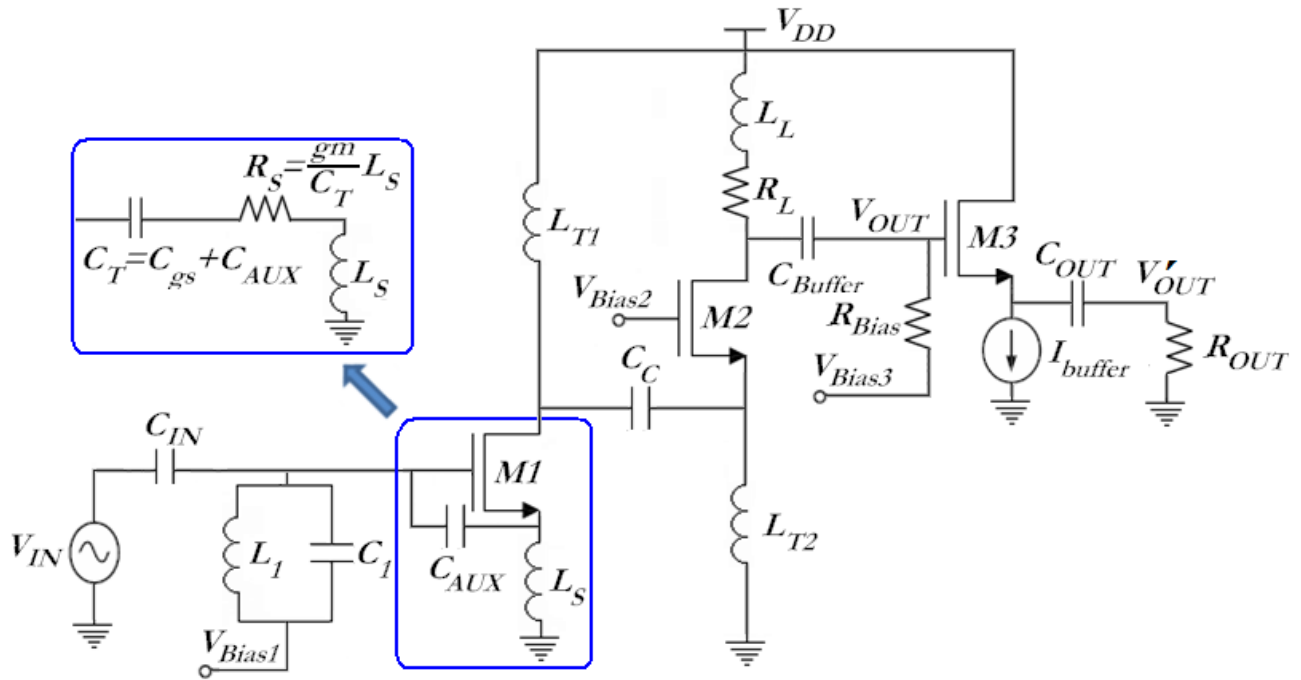 V_DD
L_L
R_S=gm/C_T L_S
R_L
L_T1
V_OUT
M3
C_T=C_gs+C_AUX
L_S
C_OUT
V'_OUT
C_Buffer
V_Bias2
M2
R_Bias
I_buffer
R_OUT
C_C
V_Bias3
C_IN
M1
L_T2
V_IN
L_1
C_1
C_AUX
L_S
V_Bias1